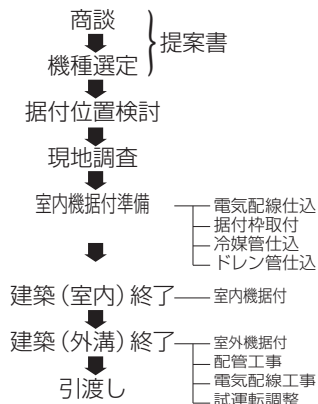 商談
提案書
機種選定
据付位置検討
現地調査
室内機据付準備
電気配線仕込
据付枠取付
冷媒管仕込
ドレン管仕込
建築（室内）終了
室内機据付
建築（外溝）終了
室外機据付
配管工事
電気配線工事
試運転調整
引渡し